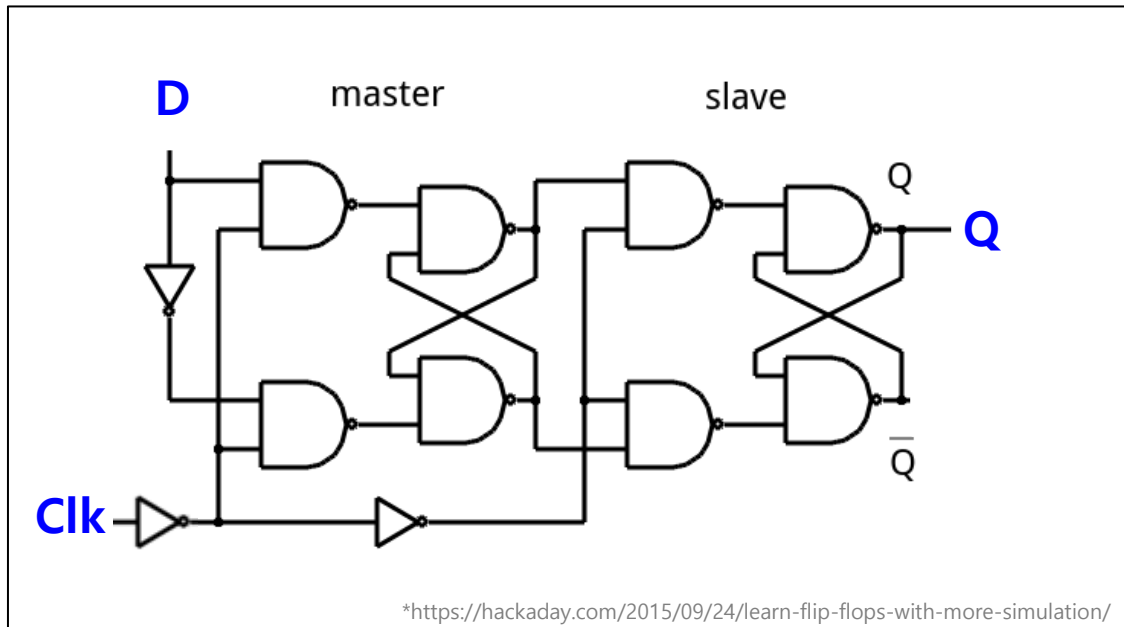 D
master
slave
Q
Q
Q̅
Clk
*https://hackaday.com/2015/09/24/learn-flip-flops-with-more-simulation/